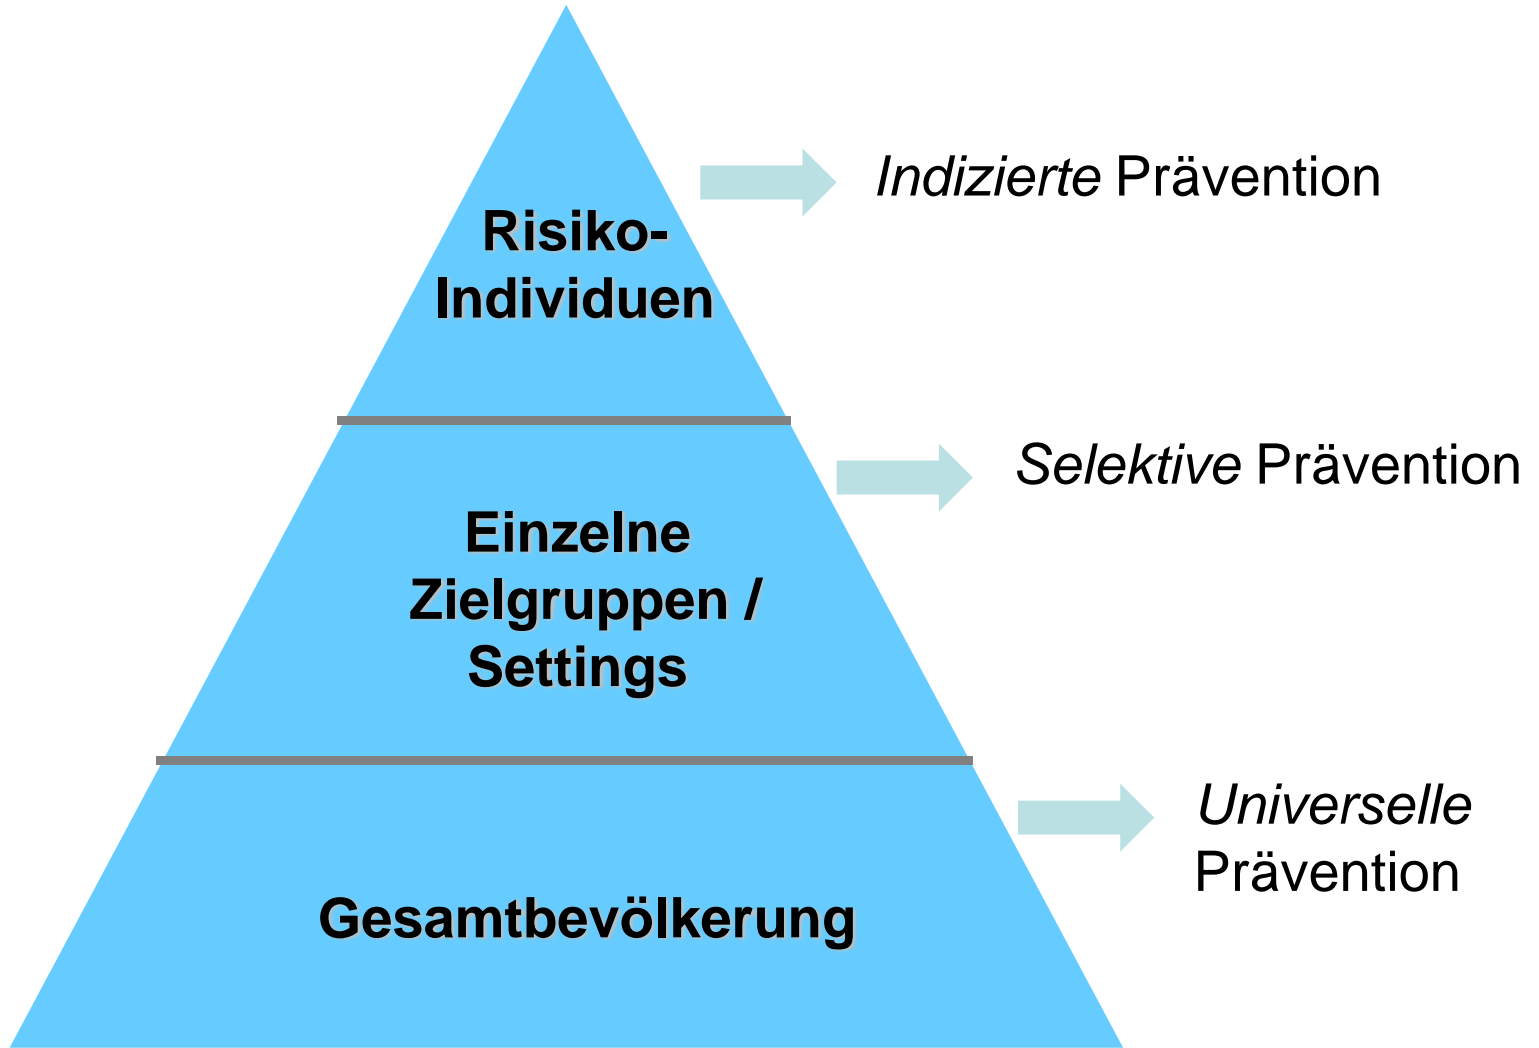 Indizierte Prävention
Risiko-
Individuen
Selektive Prävention
Einzelne
Zielgruppen /
Settings
Universelle
Prävention
Gesamtbevölkerung